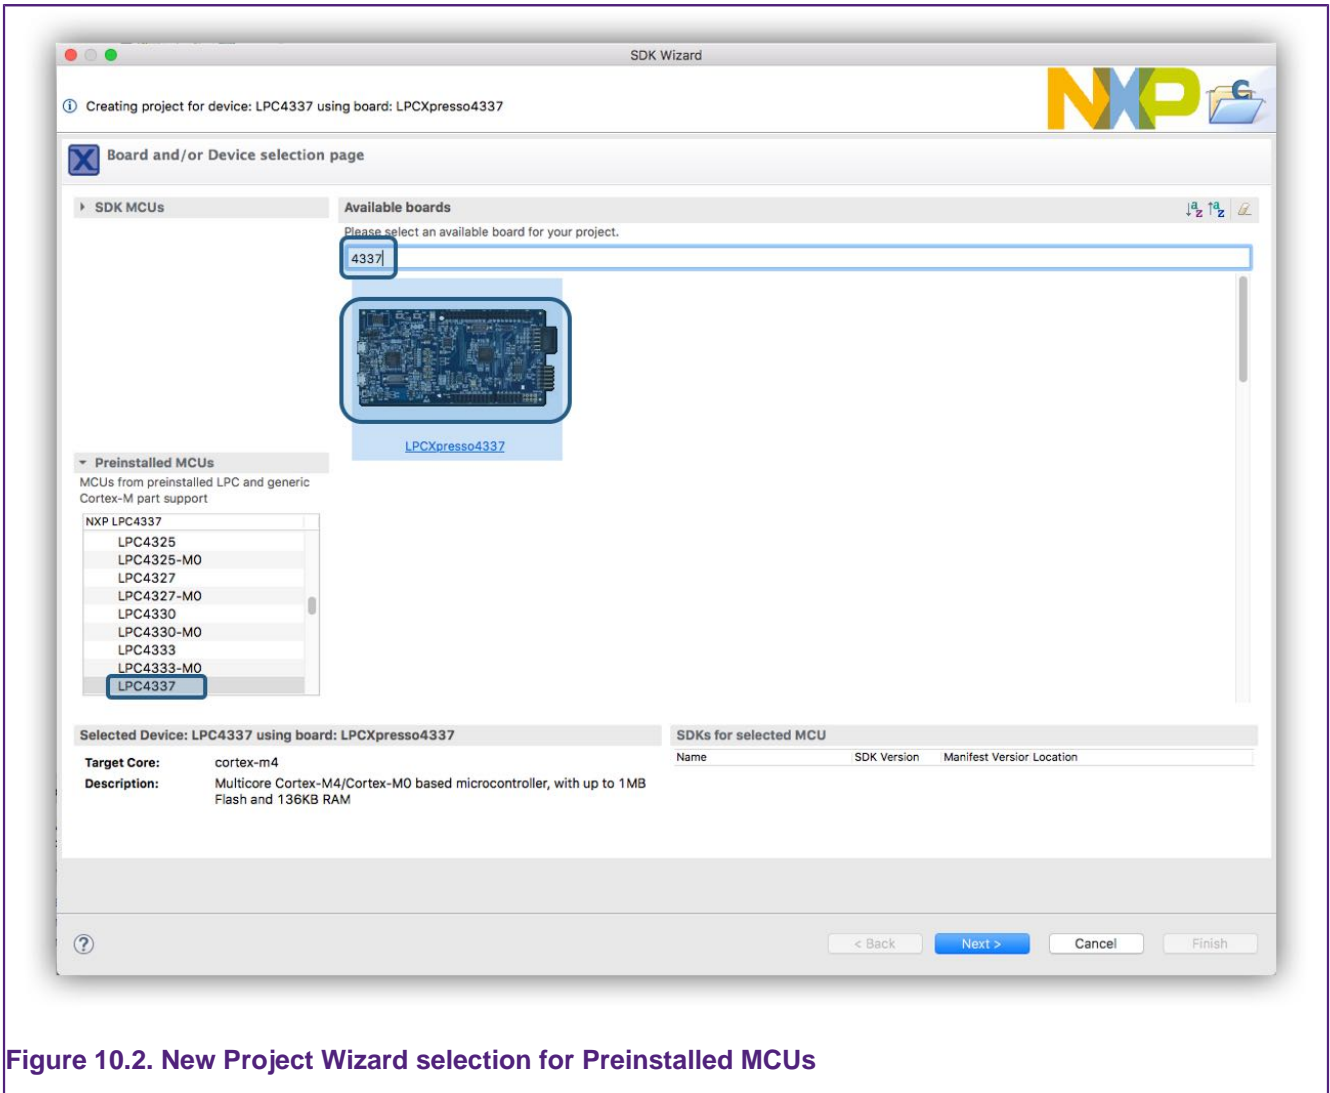 SDK Wizard
Creating project for device: LPC4337 using board: LPCXpresso4337
NXP
C
Board and/or Device selection page
SDK MCUs
Available boards
Please select an available board for your project.
4337
LPCXpresso4337
Preinstalled MCUs
MCUs from preinstalled LPC and generic
Cortex-M part support
NXP LPC4337
LPC4325
LPC4325-M0
LPC4327
LPC4327-M0
LPC4330
LPC4330-M0
LPC4333
LPC4333-M0
LPC4337
Selected Device: LPC4337 using board: LPCXpresso4337
Target Core: cortex-m4
Description: Multicore Cortex-M4/Cortex-M0 based microcontroller, with up to 1MB
Flash and 136KB RAM
SDKs for selected MCU
Name SDK Version Manifest Versior Location
? < Back Next > Cancel Finish
Figure 10.2. New Project Wizard selection for Preinstalled MCUs